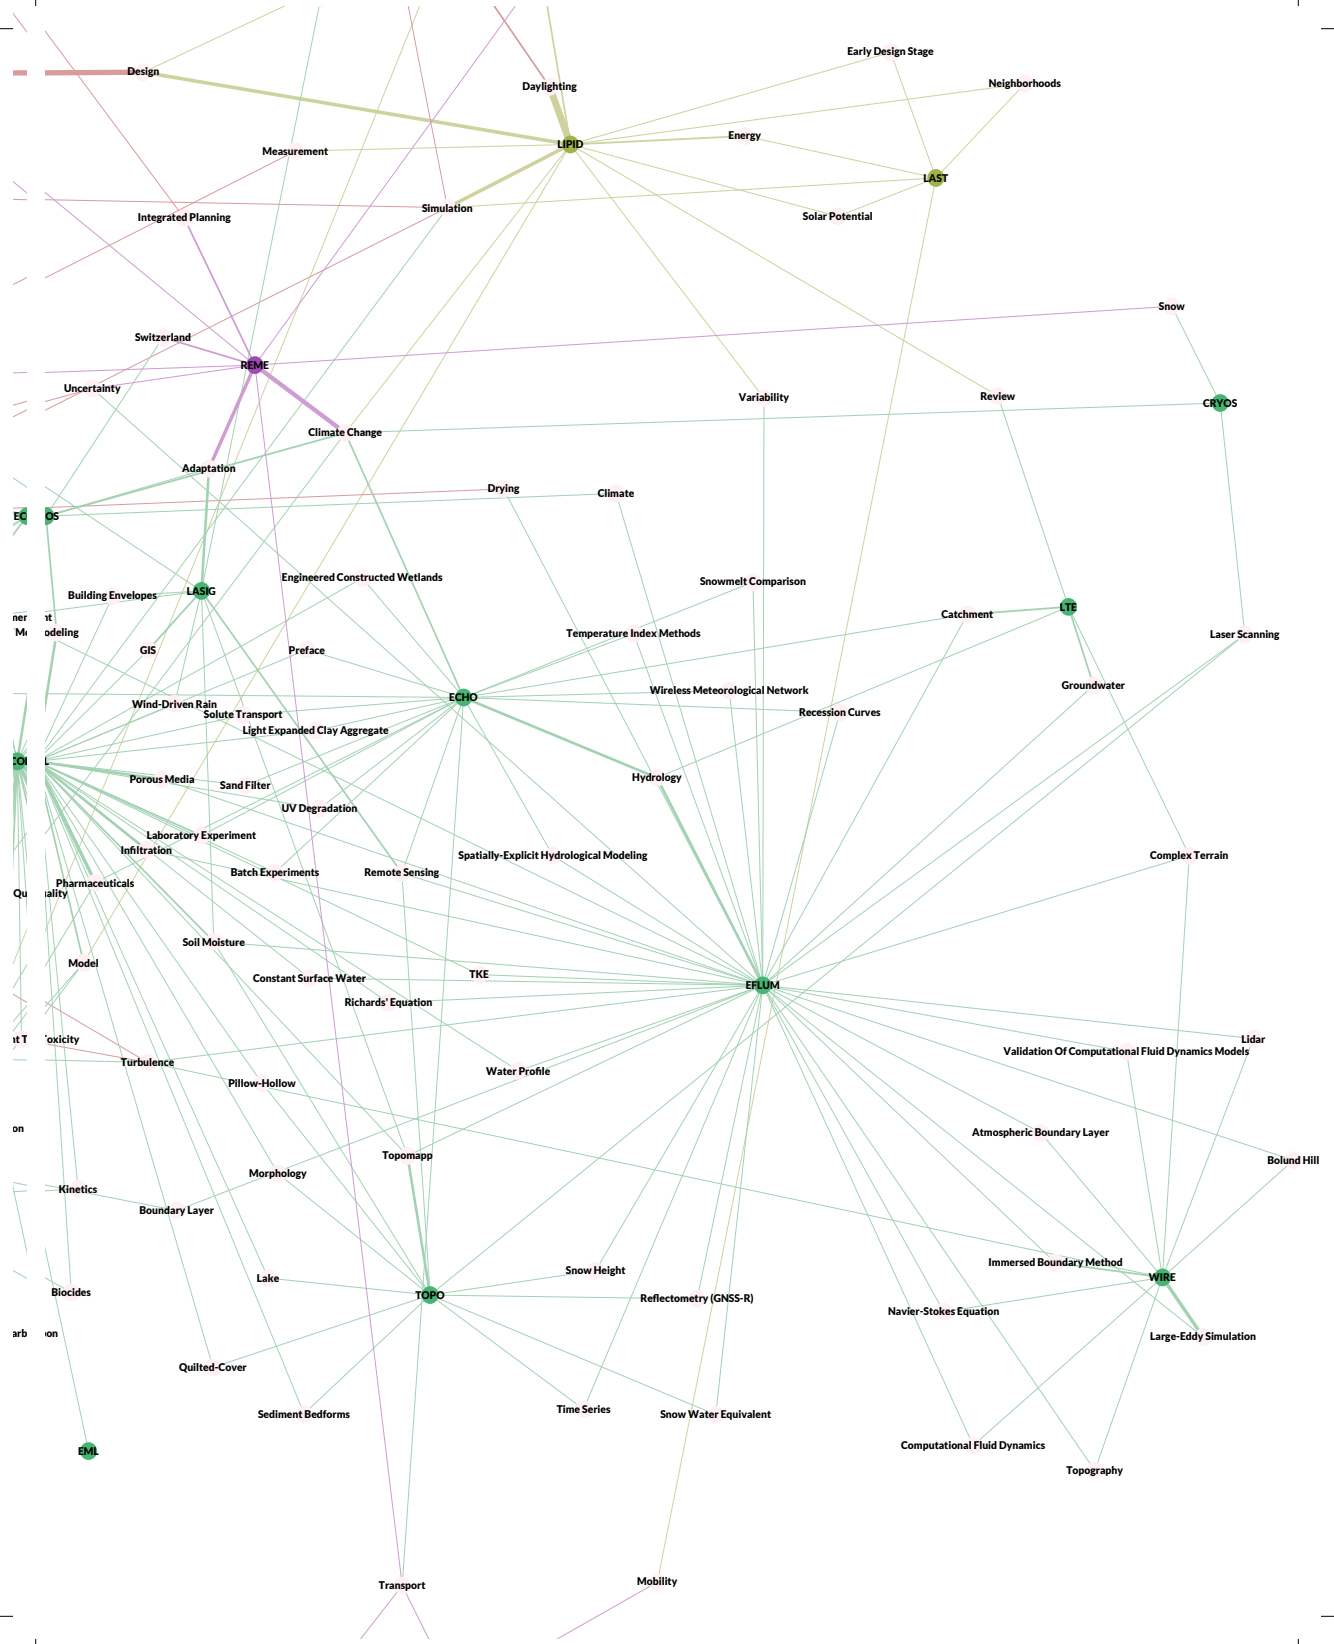 Early Design Stage
Design
Neighborhoods
Daylighting
Energy
LIPID
Measurement
LAST
Simulation
Solar Potential
Integrated Planning
Snow
Switzerland
REME
Uncertainty
Variability
Review
CRYOS
Climate Change
Adaptation
Drying
Climate
OS
Engineered Constructed Wetlands
Snowmelt Comparison
LASIG
Building Envelopes
LTE
Catchment
Temperature Index Methods
Laser Scanning
odeling
GIS
Preface
Groundwater
Wireless Meteorological Network
ECHO
Wind-Driven Rain
Solute Transport
Recession Curves
Light Expanded Clay Aggregate
Hydrology
Porous Media
Sand Filter
UV Degradation
Laboratory Experiment
Infiltration
Spatially-Explicit Hydrological Modeling
Complex Terrain
Batch Experiments
Remote Sensing
Pharmaceuticals
Soil Moisture
Model
TKE
Constant Surface Water
EFLUM
Richards' Equation
oxicity
Lidar
Validation Of Computational Fluid Dynamics Models
Turbulence
Water Profile
Pillow-Hollow
on
Atmospheric Boundary Layer
Topomapp
Bolund Hill
Morphology
Kinetics
Boundary Layer
Immersed Boundary Method
Snow Height
Lake
WIRE
Biocides
TOPO
Reflectometry (GNSS-R)
Navier-Stokes Equation
arb
oon
Large-Eddy Simulation
Quilted-Cover
Time Series
Sediment Bedforms
Snow Water Equivalent
Computational Fluid Dynamics
EML
Topography
Mobility
Transport